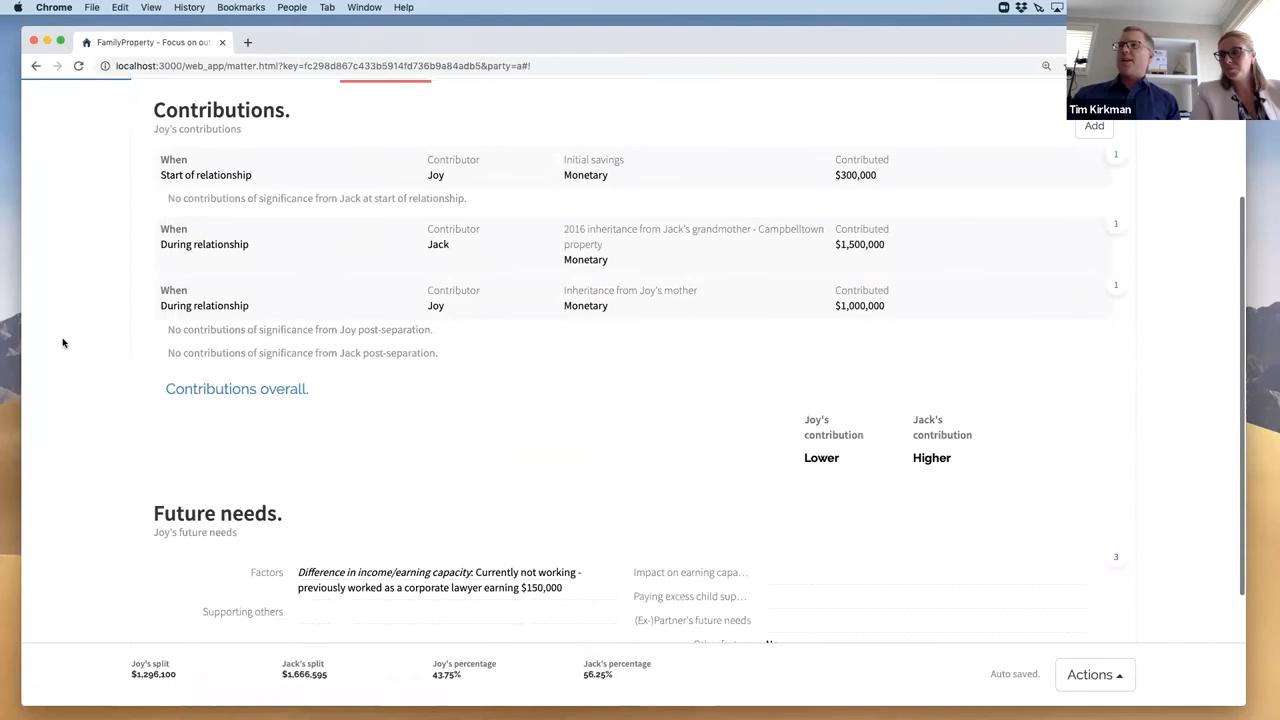 Chrome File Edit View History Bookmarks People Tab Window Help
FamilyProperty - Focus on ou
localhost:3000/web_app/matter.html?key=fc298d867c433b5914fd736b9a84adb5&party=a#!
Tim Kirkman
Contributions.
Joy's contributions
Add
When Contributor Initial savings Contributed 1
Start of relationship Joy Monetary $300,000
No contributions of significance from Jack at start of relationship.
When Contributor 2016 inheritance from Jack's grandmother - Campbelltown Contributed 1
During relationship Jack property $1,500,000
Monetary
When Contributor Inheritance from Joy's mother Contributed 1
During relationship Joy Monetary $1,000,000
No contributions of significance from Joy post-separation.
No contributions of significance from Jack post-separation.
Contributions overall.
Joy's Jack's
contribution contribution
Lower Higher
Future needs.
Joy's future needs
3
Factors Difference in income/earning capacity: Currently not working - Impact on earning capa…
previously worked as a corporate lawyer earning $150,000
Paying excess child sup…
Supporting others
(Ex-)Partner's future needs
Joy's split Jack's split Joy's percentage Jack's percentage
$1,296,100 $1,666,595 43.75% 56.25%
Auto saved. Actions